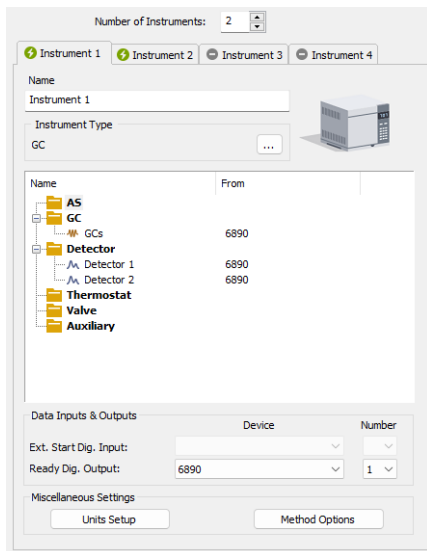 Number of Instruments: 2
Instrument 1 Instrument 2 Instrument 3 Instrument 4
Name
Instrument 1
Instrument Type
GC ...
Name From
AS
GC
GCs 6890
Detector
Detector 1 6890
Detector 2 6890
Thermostat
Valve
Auxiliary
Data Inputs & Outputs
Device Number
Ext. Start Dig. Input:
Ready Dig. Output: 6890 1
Miscellaneous Settings
Units Setup Method Options